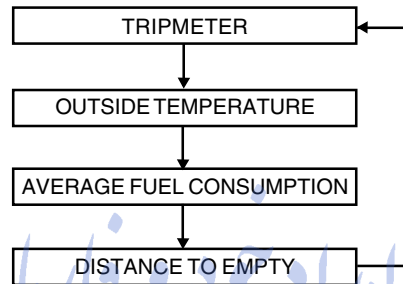 TRIPMETER
OUTSIDE TEMPERATURE
AVERAGE FUEL CONSUMPTION
DISTANCE TO EMPTY